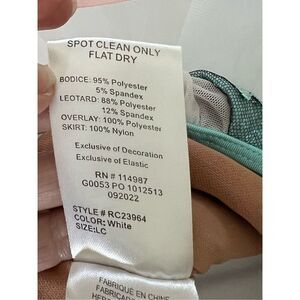 SPOT CLEAN ONLY
FLAT DRY
BODICE: 95% Polyester
5% Spandex
LEOTARD: 88% Polyester
12% Spandex
OVERLAY: 100% Polyester
SKIRT: 100% Nylon
Exclusive of Decoration
Exclusive of Elastic
RN # 114987
G0053 PO 1012513
092022
STYLE # RC23964
COLOR: White
SIZE: LC
FABRIQUÉ EN CHINE